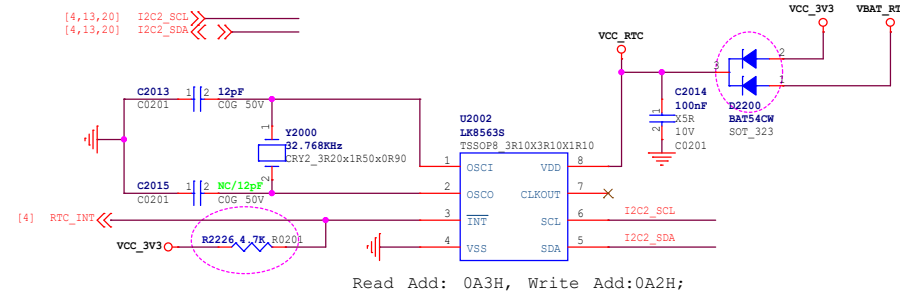 [4,13,20] I2C2_SCL
[4,13,20] I2C2_SDA
VCC_3V3
VBAT_RT
VCC_RTC
C2013 1 2 12pF
C0201 C0G 50V
1
Y2000
32.768KHz
CRY2_3R20x1R50x0R90
2
C2015 1 2 NC/12pF
C0201 C0G 50V
[4] RTC_INT
VCC_3V3
R2226 4.7K R0201
U2002
LK8563S
TSSOP8_3R10X3R10X1R10
1 OSCI VDD 8
2 OSCO CLKOUT 7
3 INT SCL 6
4 VSS SDA 5
I2C2_SCL
I2C2_SDA
1
2
C2014
100nF
X5R
10V
C0201
3
2
1
D2200
BAT54CW
SOT_323
Read Add: 0A3H, Write Add:0A2H;